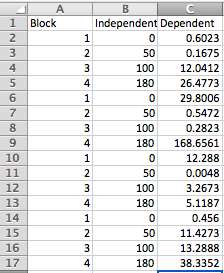 A B C
1 Block Independent Dependent
2 1 0 0.6023
3 2 50 0.1675
4 3 100 12.0412
5 4 180 26.4773
6 1 0 29.8006
7 2 50 0.5472
8 3 100 0.2823
9 4 180 168.6561
10 1 0 12.288
11 2 50 0.0048
12 3 100 3.2673
13 4 180 5.1187
14 1 0 0.456
15 2 50 11.4273
16 3 100 13.2888
17 4 180 38.3352